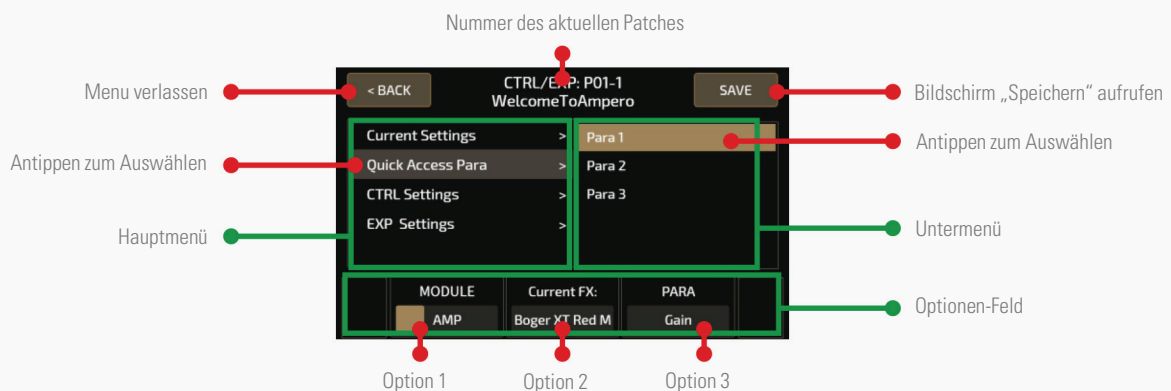 Nummer des aktuellen Patches
Menu verlassen
< BACK
CTRL/EXP: P01-1
WelcomeToAmpero
SAVE
Bildschirm „Speichern“ aufrufen
Antippen zum Auswählen
Current Settings >
Quick Access Para >
CTRL Settings >
EXP Settings >
Para 1
Para 2
Para 3
Antippen zum Auswählen
Hauptmenü
Untermenü
MODULE
AMP
Current FX:
Boger XT Red M
PARA
Gain
Optionen-Feld
Option 1
Option 2
Option 3